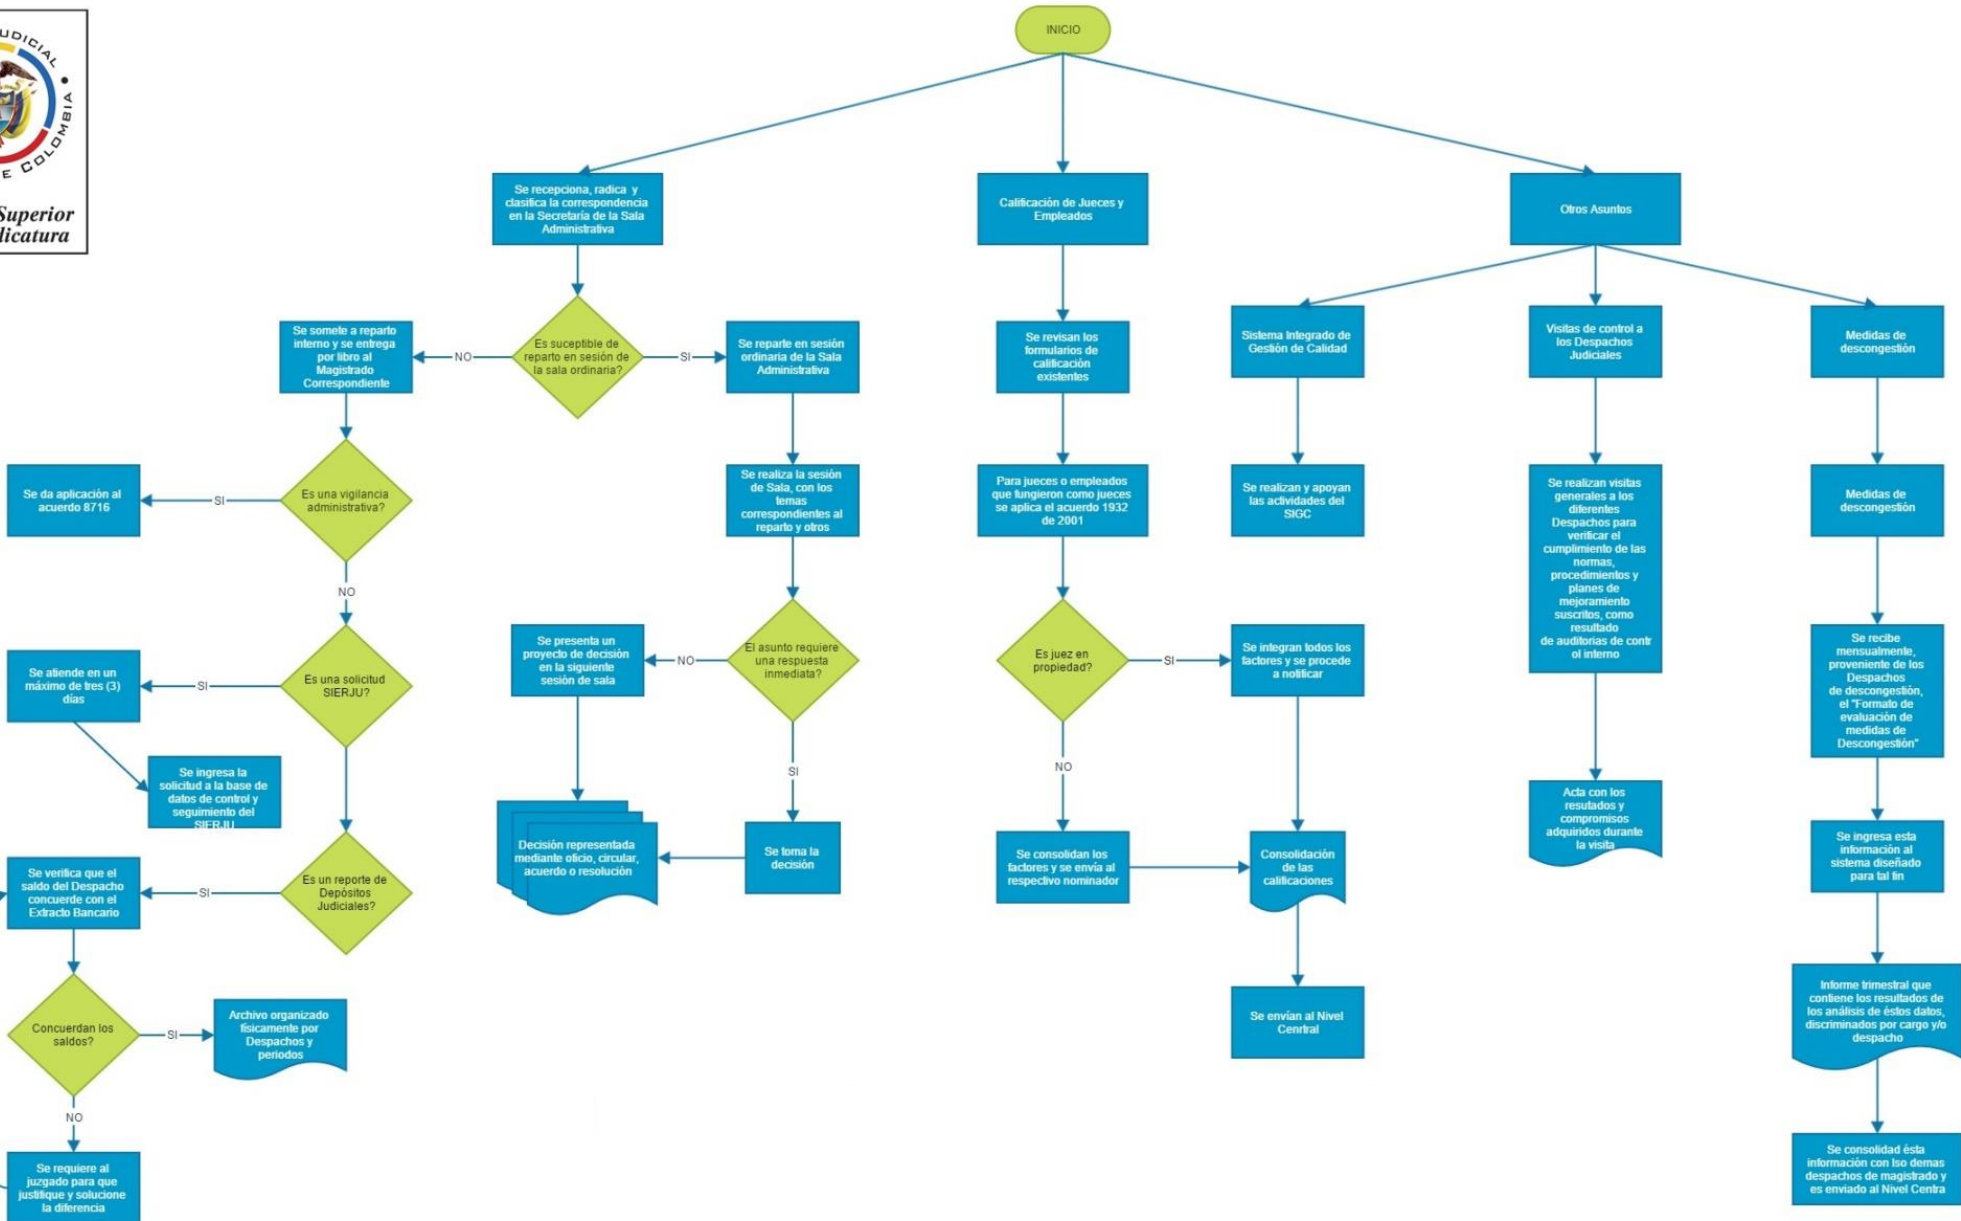 UDICIAL
E COLOMBIA
Superior
licatura
INICIO
Se recepciona, radica y
clasifica la correspondencia
en la Secretaría de la Sala
Administrativa
Calificación de Jueces y
Empleados
Otros Asuntos
Se somete a reparto
interno y se entrega
por libro al
Magistrado
Correspondiente
NO
Es suceptible de
reparto en sesión de
la sala ordinaria?
SI
Se reparte en sesión
ordinaria de la Sala
Administrativa
Se revisan los
formularios de
calificación
existentes
Sistema Integrado de
Gestión de Calidad
Visitas de control a
los Despachos
Judiciales
Medidas de
descongestión
Se da aplicación al
acuerdo 8716
SI
Es una vigilancia
administrativa?
Se realiza la sesión
de Sala, con los
temas
correspondientes al
reparto y otros
Para jueces o empleados
que fungieron como jueces
se aplica el acuerdo 1932
de 2001
Se realizan y apoyan
las actividades del
SIGC
Se realizan visitas
generales a los
diferentes
Despachos para
verificar el
cumplimiento de las
normas,
procedimientos y
planes de
mejoramiento
suscritos, como
resultado
de auditorias de contr
ol interno
Medidas de
descongestión
NO
Se atiende en un
máximo de tres (3)
días
SI
Es una solicitud
SIERJU?
Se presenta un
proyecto de decisión
en la siguiente
sesión de sala
NO
El asunto requiere
una respuesta
inmediata?
Es juez en
propiedad?
SI
Se integran todos los
factores y se procede
a notificar
Se recibe
mensualmente,
proveniente de los
Despachos
de descongestión,
el "Formato de
evaluación de
medidas de
Descongestión"
Se ingresa la
solicitud a la base de
datos de control y
seguimiento del
SIERJU
SI
NO
Acta con los
resutados y
compromisos
adquiridos durante
la visita
Se verifica que el
saldo del Despacho
concuerde con el
Extracto Bancario
SI
Es un reporte de
Depósitos
Judiciales?
Decisión representada
mediante oficio, circular,
acuerdo o resolución
Se toma la
decisión
Se consolidan los
factores y se envía al
respectivo nominador
Consolidación
de las
calificaciones
Se ingresa esta
información al
sistema diseñado
para tal fin
Concuerdan los
saldos?
SI
Archivo organizado
físicamente por
Despachos y
periodos
Se envían al Nivel
Cenrtral
Informe trimestral que
contiene los resultados de
los análisis de éstos datos,
discriminados por cargo y/o
despacho
NO
Se requiere al
juzgado para que
justifique y solucione
la diferencia
Se consolidad ésta
información con lso demas
despachos de magistrado y
es enviado al Nivel Centra